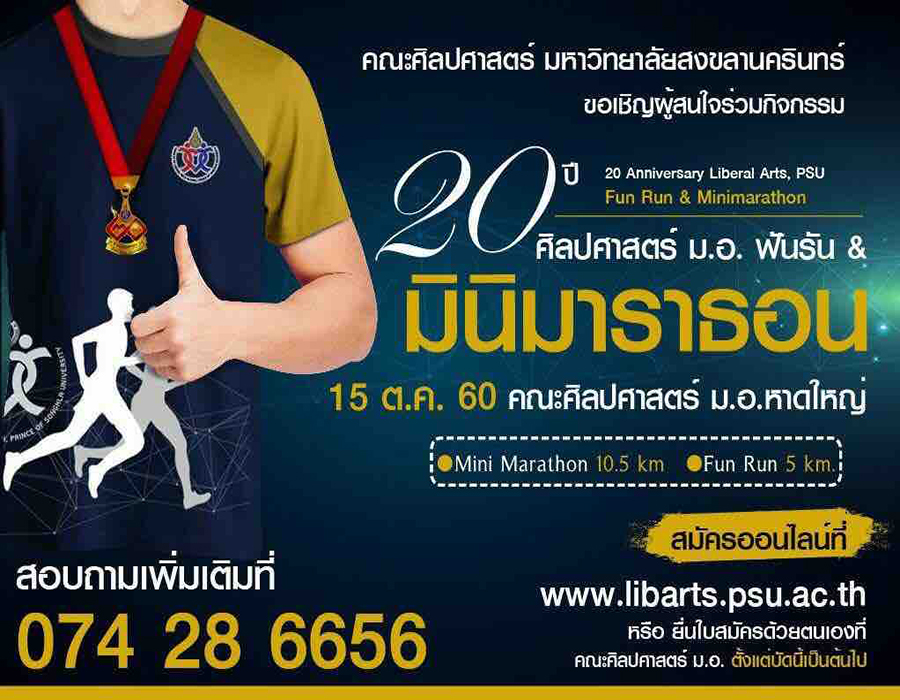 คณะศิลปศาสตร์ มหาวิทยาลัยสงขลานครินทร์
ขอเชิญผู้สนใจร่วมกิจกรรม
20 ปี
20 Anniversary Liberal Arts, PSU
Fun Run & Minimarathon
ศิลปศาสตร์ ม.อ. ฟันรัน &
มินิมาราธอน
15 ต.ค. 60 คณะศิลปศาสตร์ ม.อ.หาดใหญ่
Mini Marathon 10.5 km Fun Run 5 km.
สมัครออนไลน์ที่
www.libarts.psu.ac.th
หรือ ยื่นใบสมัครด้วยตนเองที่
คณะศิลปศาสตร์ ม.อ. ตั้งแต่บัดนี้เป็นต้นไป
สอบถามเพิ่มเติมที่
074 28 6656
PRINCE OF SONGKLA UNIVERSITY